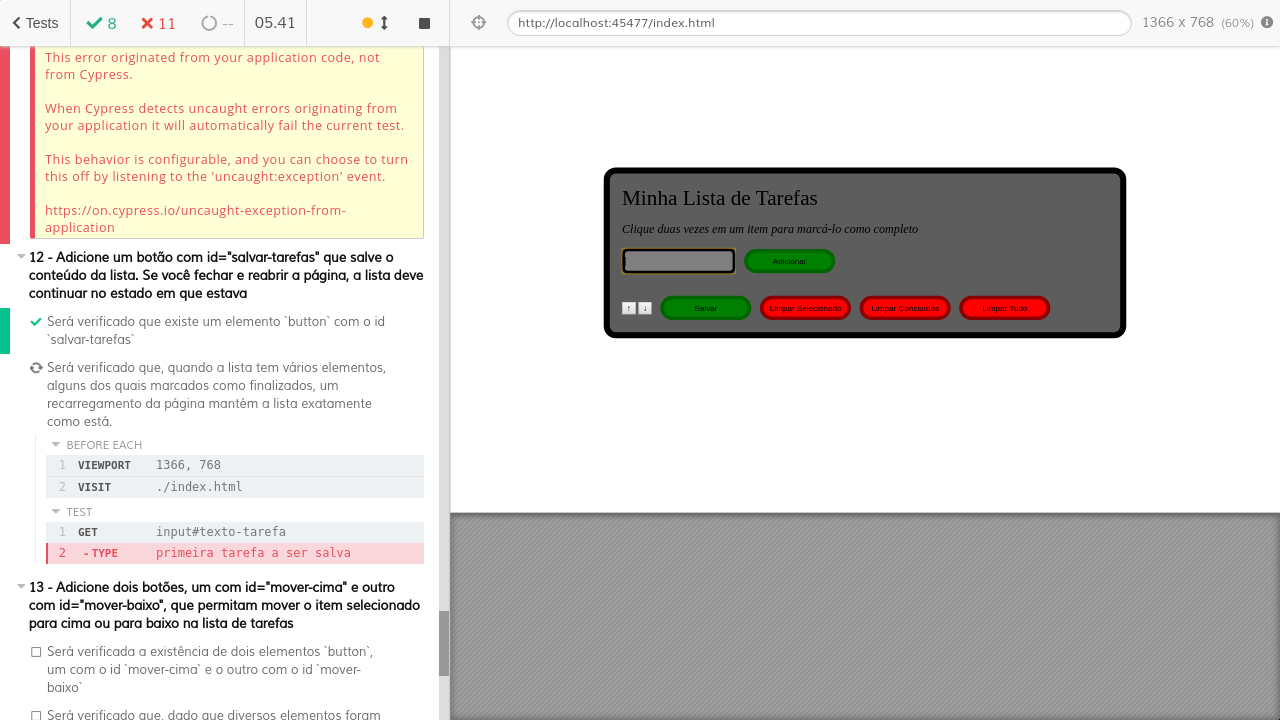 Tests
8
11
--
05.41
http://localhost:45477/index.html
1366 x 768 (60%)
This error originated from your application code, not
from Cypress.
When Cypress detects uncaught errors originating from
your application it will automatically fail the current test.
This behavior is configurable, and you can choose to turn
this off by listening to the 'uncaught:exception' event.
https://on.cypress.io/uncaught-exception-from-
application
12 - Adicione um botão com id="salvar-tarefas" que salve o
conteúdo da lista. Se você fechar e reabrir a página, a lista deve
continuar no estado em que estava
Será verificado que existe um elemento `button` com o id
`salvar-tarefas`
Será verificado que, quando a lista tem vários elementos,
alguns dos quais marcados como finalizados, um
recarregamento da página mantém a lista exatamente
como está.
BEFORE EACH
1 VIEWPORT 1366, 768
2 VISIT ./index.html
TEST
1 GET input#texto-tarefa
2 -TYPE primeira tarefa a ser salva
13 - Adicione dois botões, um com id="mover-cima" e outro
com id="mover-baixo", que permitam mover o item selecionado
para cima ou para baixo na lista de tarefas
Será verificada a existência de dois elementos `button`,
um com o id `mover-cima` e o outro com o id `mover-
baixo`
Será verificado que, dado que diversos elementos foram
Minha Lista de Tarefas
Clique duas vezes em um item para marcá-lo como completo
Adicionar
↑ ↓ Salvar Limpar Selecionado Limpar Concluidos Limpar Tudo